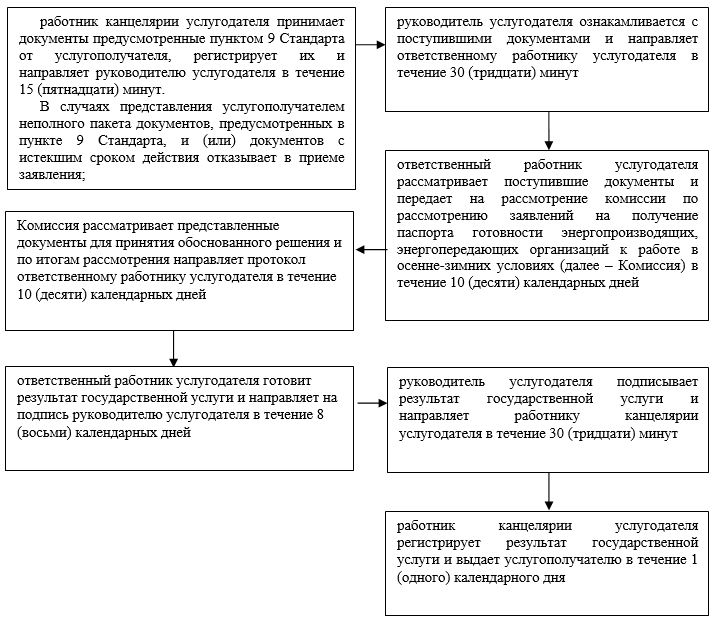 работник канцелярии услугодателя принимает
документы предусмотренные пунктом 9 Стандарта
от услугополучателя, регистрирует их и
направляет руководителю услугодателя в течение
15 (пятнадцати) минут.
В случаях представления услугополучателем
неполного пакета документов, предусмотренных в
пункте 9 Стандарта, и (или) документов с
истекшим сроком действия отказывает в приеме
заявления;
руководитель услугодателя ознакамливается с
поступившими документами и направляет
ответственному работнику услугодателя в
течение 30 (тридцати) минут
ответственный работник услугодателя
рассматривает поступившие документы и
передает на рассмотрение комиссии по
рассмотрению заявлений на получение
паспорта готовности энергопроизводящих,
энергопередающих организаций к работе в
осенне-зимних условиях (далее – Комиссия) в
течение 10 (десяти) календарных дней
Комиссия рассматривает представленные
документы для принятия обоснованного решения и
по итогам рассмотрения направляет протокол
ответственному работнику услугодателя в течение
10 (десяти) календарных дней
ответственный работник услугодателя готовит
результат государственной услуги и направляет на
подпись руководителю услугодателя в течение 8
(восьми) календарных дней
руководитель услугодателя подписывает
результат государственной услуги и
направляет работнику канцелярии
услугодателя в течение 30 (тридцати) минут
работник канцелярии услугодателя
регистрирует результат государственной
услуги и выдает услугополучателю в течение 1
(одного) календарного дня